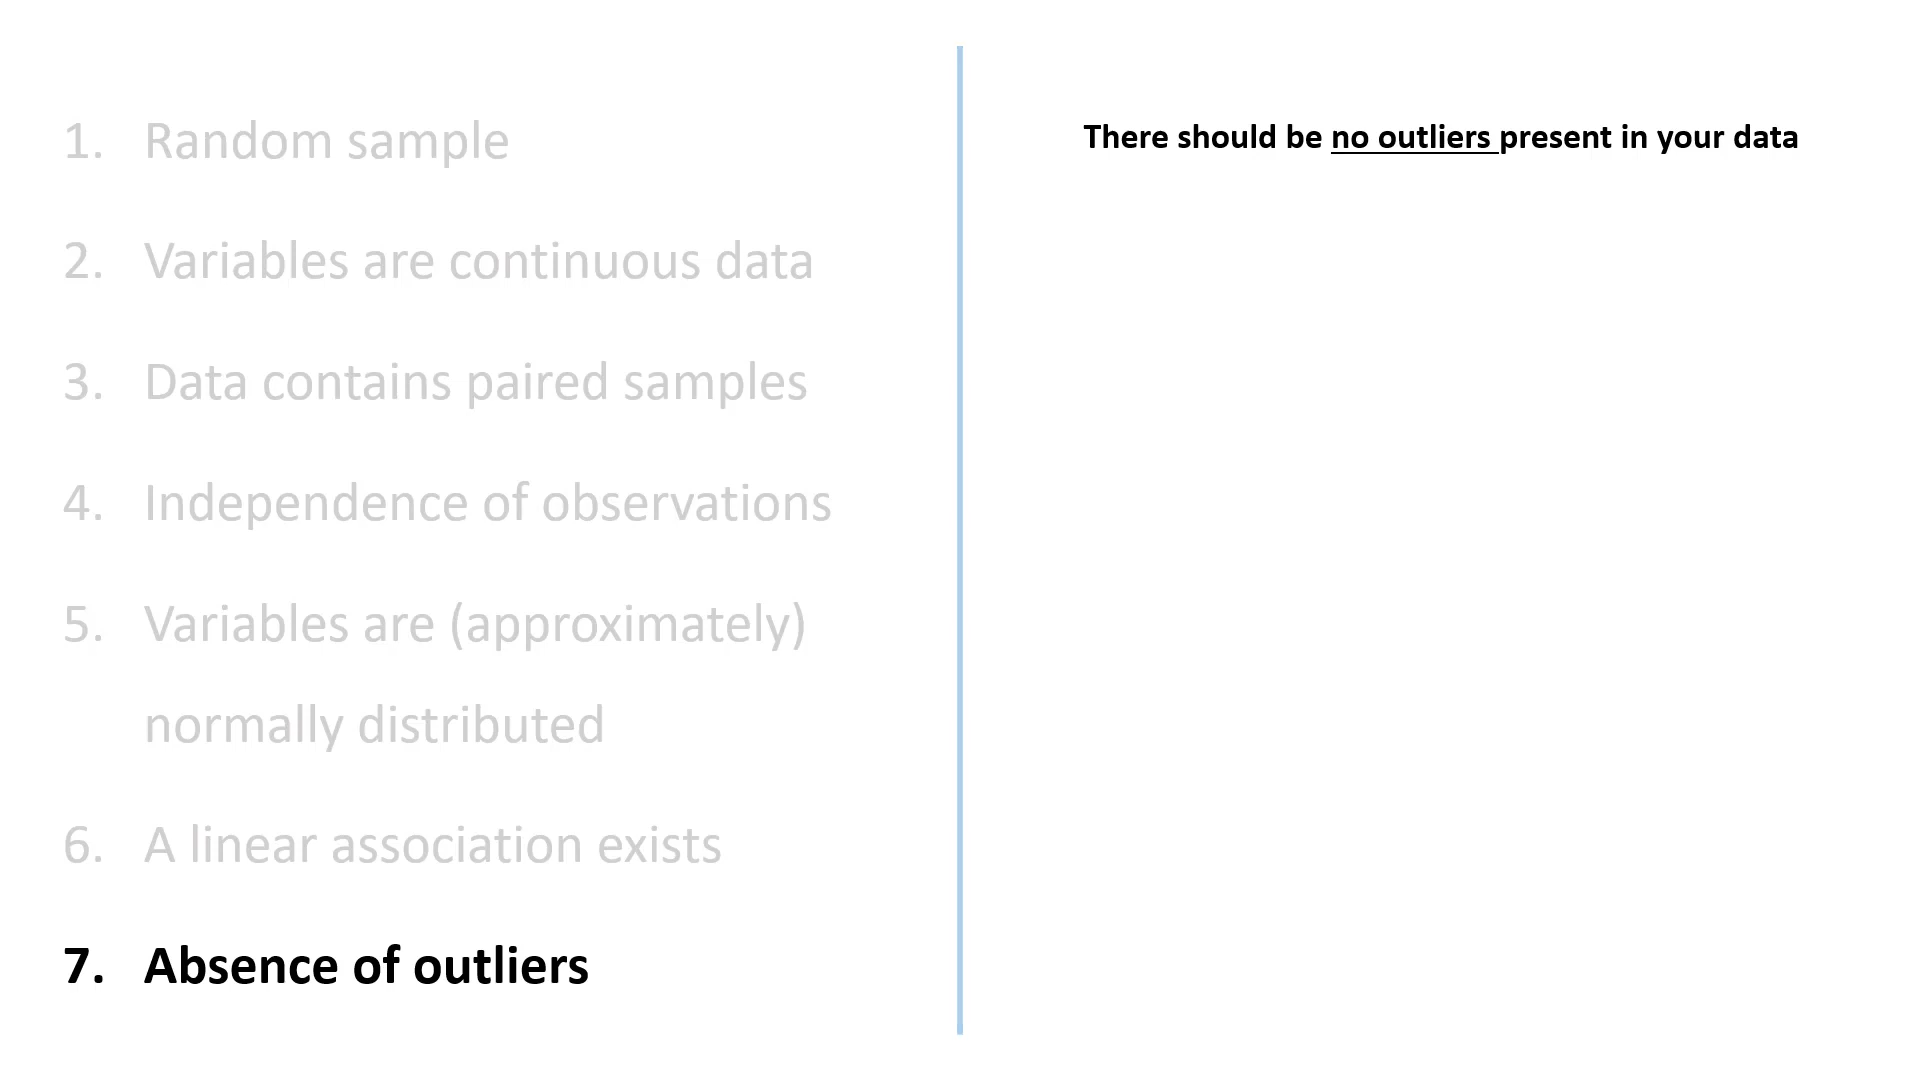 1. Random sample
2. Variables are continuous data
3. Data contains paired samples
4. Independence of observations
5. Variables are (approximately)
normally distributed
6. A linear association exists
7. Absence of outliers
There should be no outliers present in your data